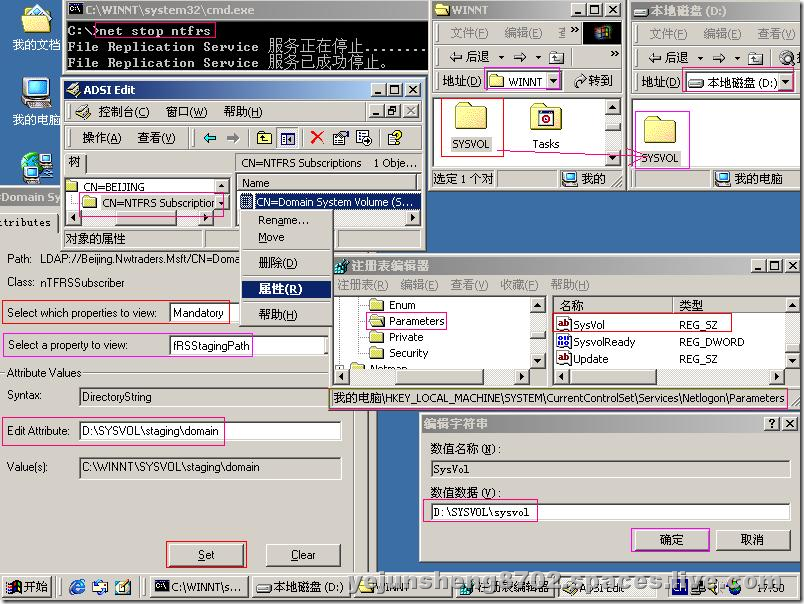 我的文档
我的电脑
C:\WINNT\system32\cmd.exe
C:\>net stop ntfrs
File Replication Service 服务正在停止.......
File Replication Service 服务已成功停止。
WINNT
文件(F) 编辑(E) 查 »
后退
地址(D) WINNT 转到
SYSVOL
Tasks
选定 1 个对 我的
本地磁盘 (D:)
文件(F) 编辑(E) 查看(V)
后退
地址(D) 本地磁盘 (D:)
SYSVOL
我的电脑
ADSI Edit
控制台(C) 窗口(W) 帮助(H)
操作(A) 查看(V)
树
CN=BEIJING
CN=NTFRS Subscription
CN=NTFRS Subscriptions 1 Obje...
Name
CN=Domain System Volume (S...
对象的属性
Rename...
Move
删除(D)
属性(R)
帮助(H)
=Domain Sy
ttributes
Path: LDAP://Beijing.Nwtraders.Msft/CN=Doma
Class: nTFRSSubscriber
Select which properties to view: Mandatory
Select a property to view: fRSStagingPath
Attribute Values
Syntax: DirectoryString
Edit Attribute: D:\SYSVOL\staging\domain
Value(s): C:\WINNT\SYSVOL\staging\domain
Set Clear
注册表编辑器
注册表(R) 编辑(E) 查看(V) 收藏(F) 帮助(H)
Enum
Parameters
Private
Security
Netman
名称 类型
SysVol REG_SZ
SysvolReady REG_DWORD
Update REG_SZ
我的电脑\HKEY_LOCAL_MACHINE\SYSTEM\CurrentControlSet\Services\Netlogon\Parameters
编辑字符串
数值名称(N):
SysVol
数值数据(V):
D:\SYSVOL\sysvol
确定 取消
开始 C:\WINNT\s... 本地磁盘 (D:) WINNT 注册表编辑器 ADSI Edit 17:50
yejunsheng8702.spaces.live.com